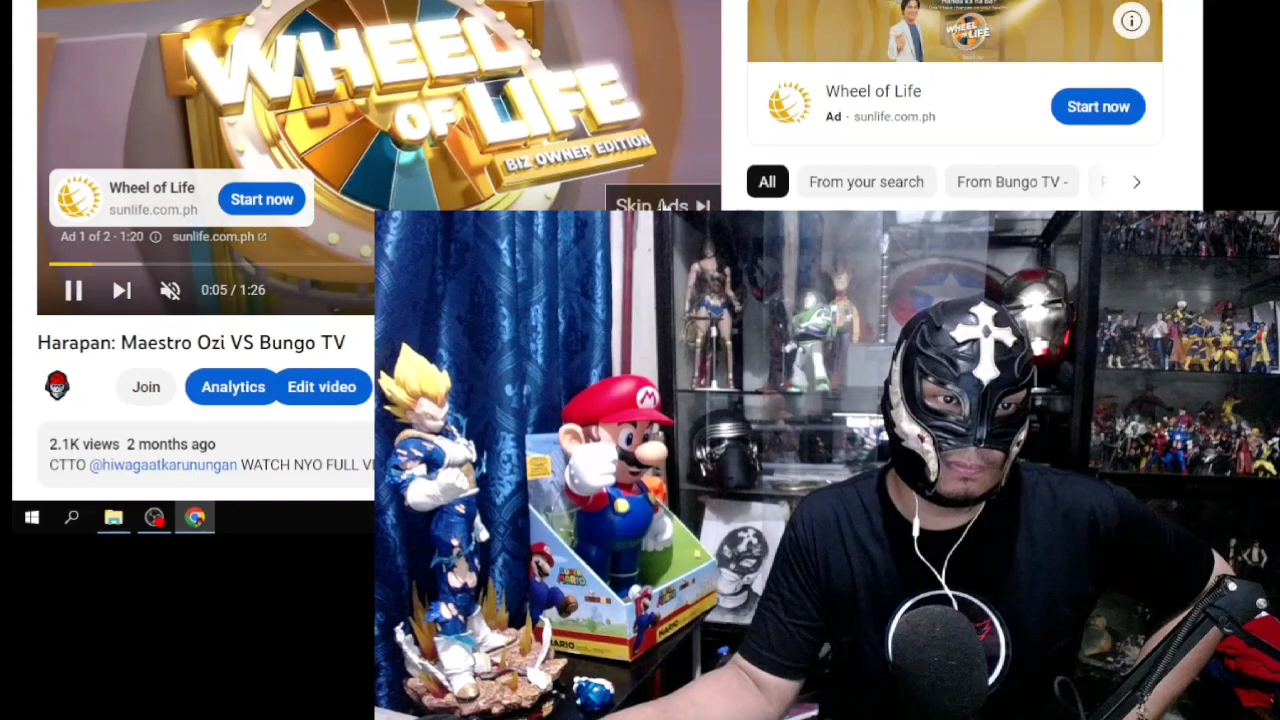 WHEEL
OF LIFE
BIZ OWNER EDITION
Wheel of Life
sunlife.com.ph
Start now
Skip Ads
Ad 1 of 2 · 1:20
sunlife.com.ph
0:05 / 1:26
Harapan: Maestro Ozi VS Bungo TV
Join
Analytics
Edit video
2.1K views 2 months ago
CTTO @hiwagaatkarunungan WATCH NYO FULL
WHEEL
OF LIFE
Wheel of Life
Ad · sunlife.com.ph
Start now
All
From your search
From Bungo TV -
M
SUPER
MARIO
MARIO